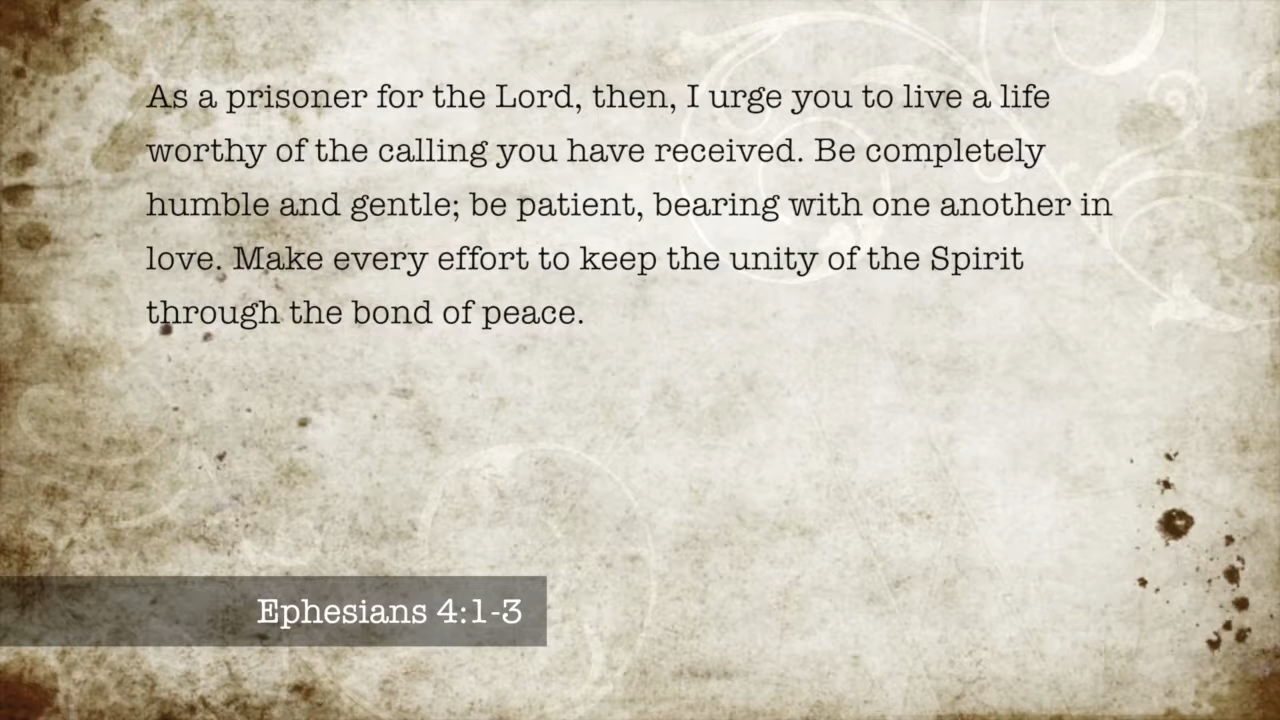 As a prisoner for the Lord, then, I urge you to live a life
worthy of the calling you have received. Be completely
humble and gentle; be patient, bearing with one another in
love. Make every effort to keep the unity of the Spirit
through the bond of peace.
Ephesians 4:1-3